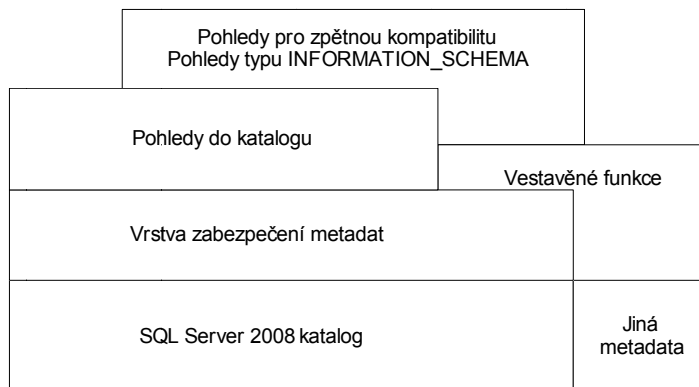 Pohledy pro zpětnou kompatibilitu
Pohledy typu INFORMATION_SCHEMA
Pohledy do katalogu
Vestavěné funkce
Vrstva zabezpečení metadat
SQL Server 2008 katalog
Jiná
metadata